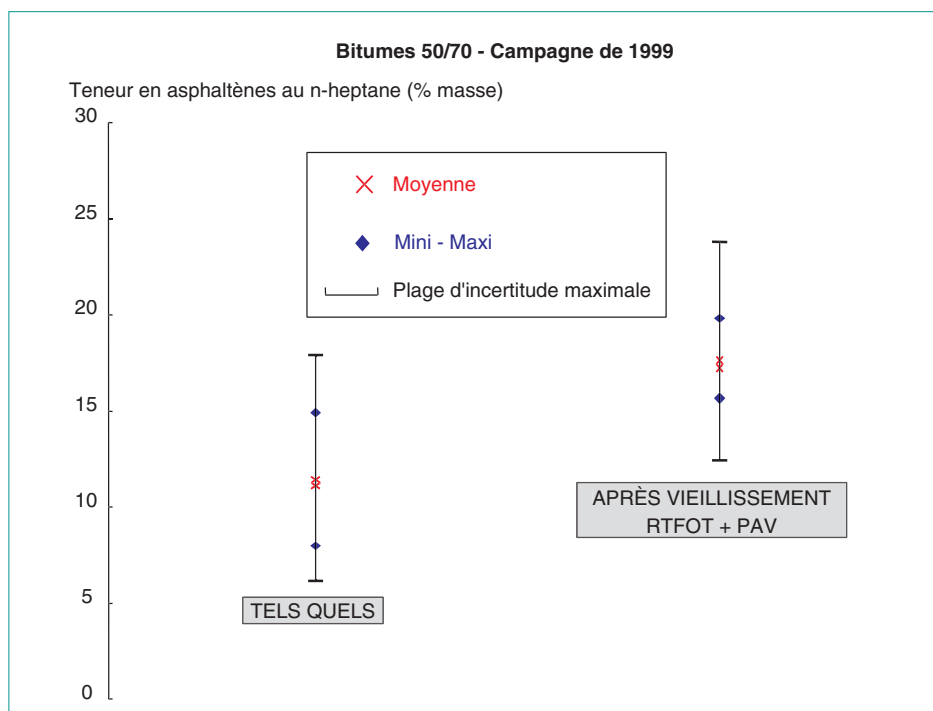 Bitumes 50/70 - Campagne de 1999
Teneur en asphaltènes au n-heptane (% masse)
30
25
20
15
10
5
0
Moyenne
Mini - Maxi
Plage d'incertitude maximale
TELS QUELS
APRÈS VIEILLISSEMENT
RTFOT + PAV